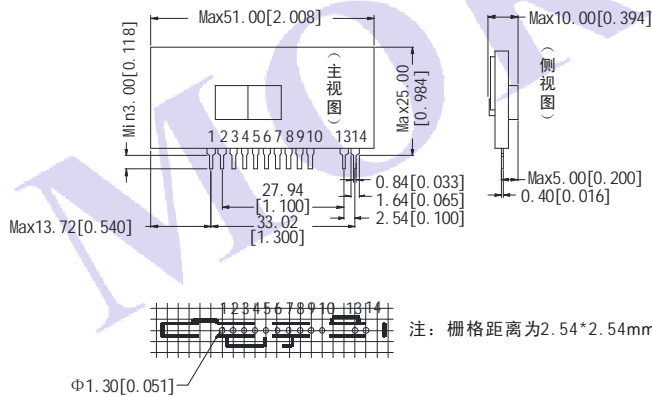 Max51.00[2.008]
Max10.00[0.394]
Min3.00[0.118]
（主视图）
Max25.00
[0.984]
（侧视图）
1 2 3 4 5 6 7 8 9 10 13 14
27.94
[1.100]
33.02
[1.300]
0.84[0.033]
1.64[0.065]
2.54[0.100]
Max5.00[0.200]
0.40[0.016]
Max13.72[0.540]
1 2 3 4 5 6 7 8 9 10 13 14
注：栅格距离为2.54*2.54mm
Φ1.30[0.051]
MOR